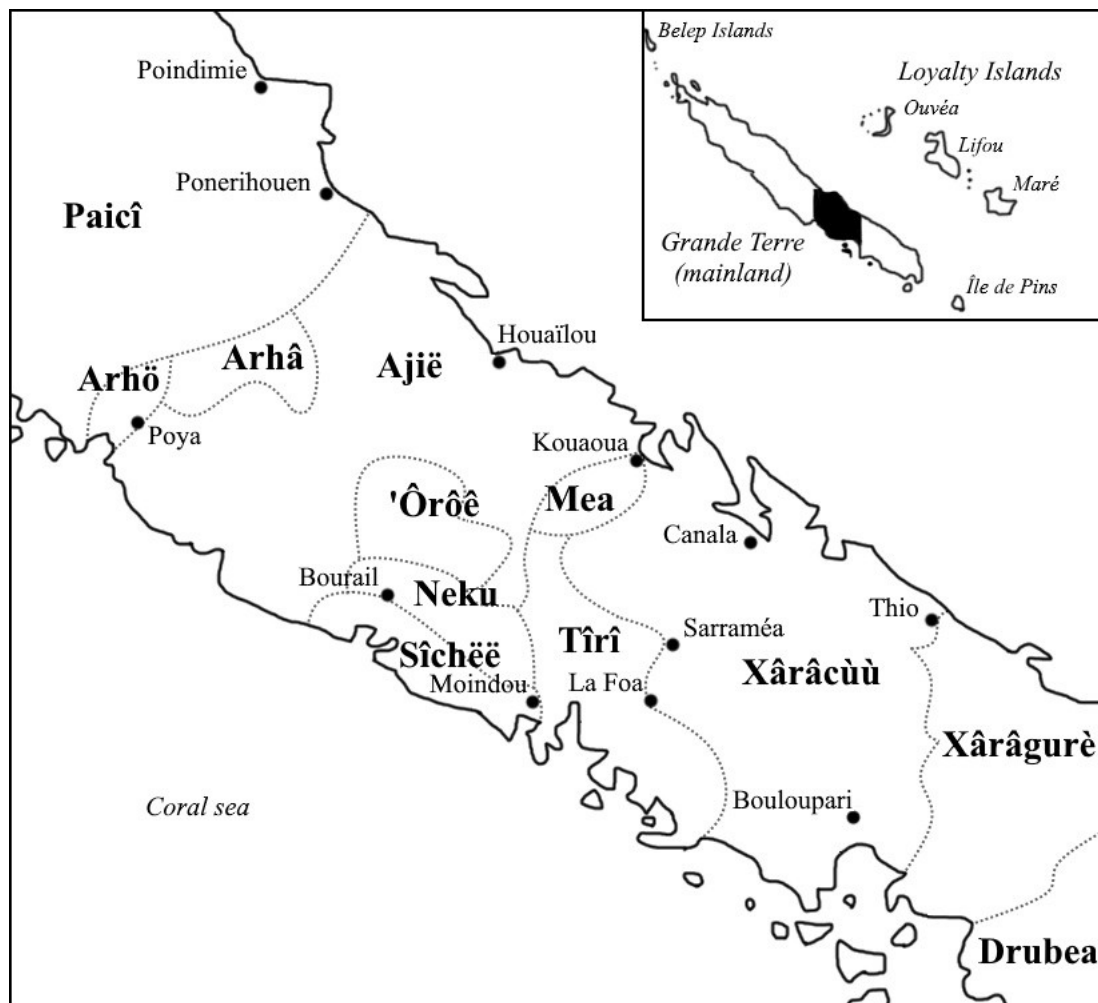 Belep Islands
Loyalty Islands
Ouvéa
Lifou
Maré
Grande Terre
(mainland)
Île de Pins
Poindimie
Ponerihouen
Paicî
Houaïlou
Arhâ
Ajië
Arhö
Poya
Kouaoua
'Ôrôê
Mea
Canala
Bourail
Neku
Thio
Tîrî
Sarraméa
Sîchëë
Xârâcùù
Moindou
La Foa
Xârâgurè
Coral sea
Bouloupari
Drubea